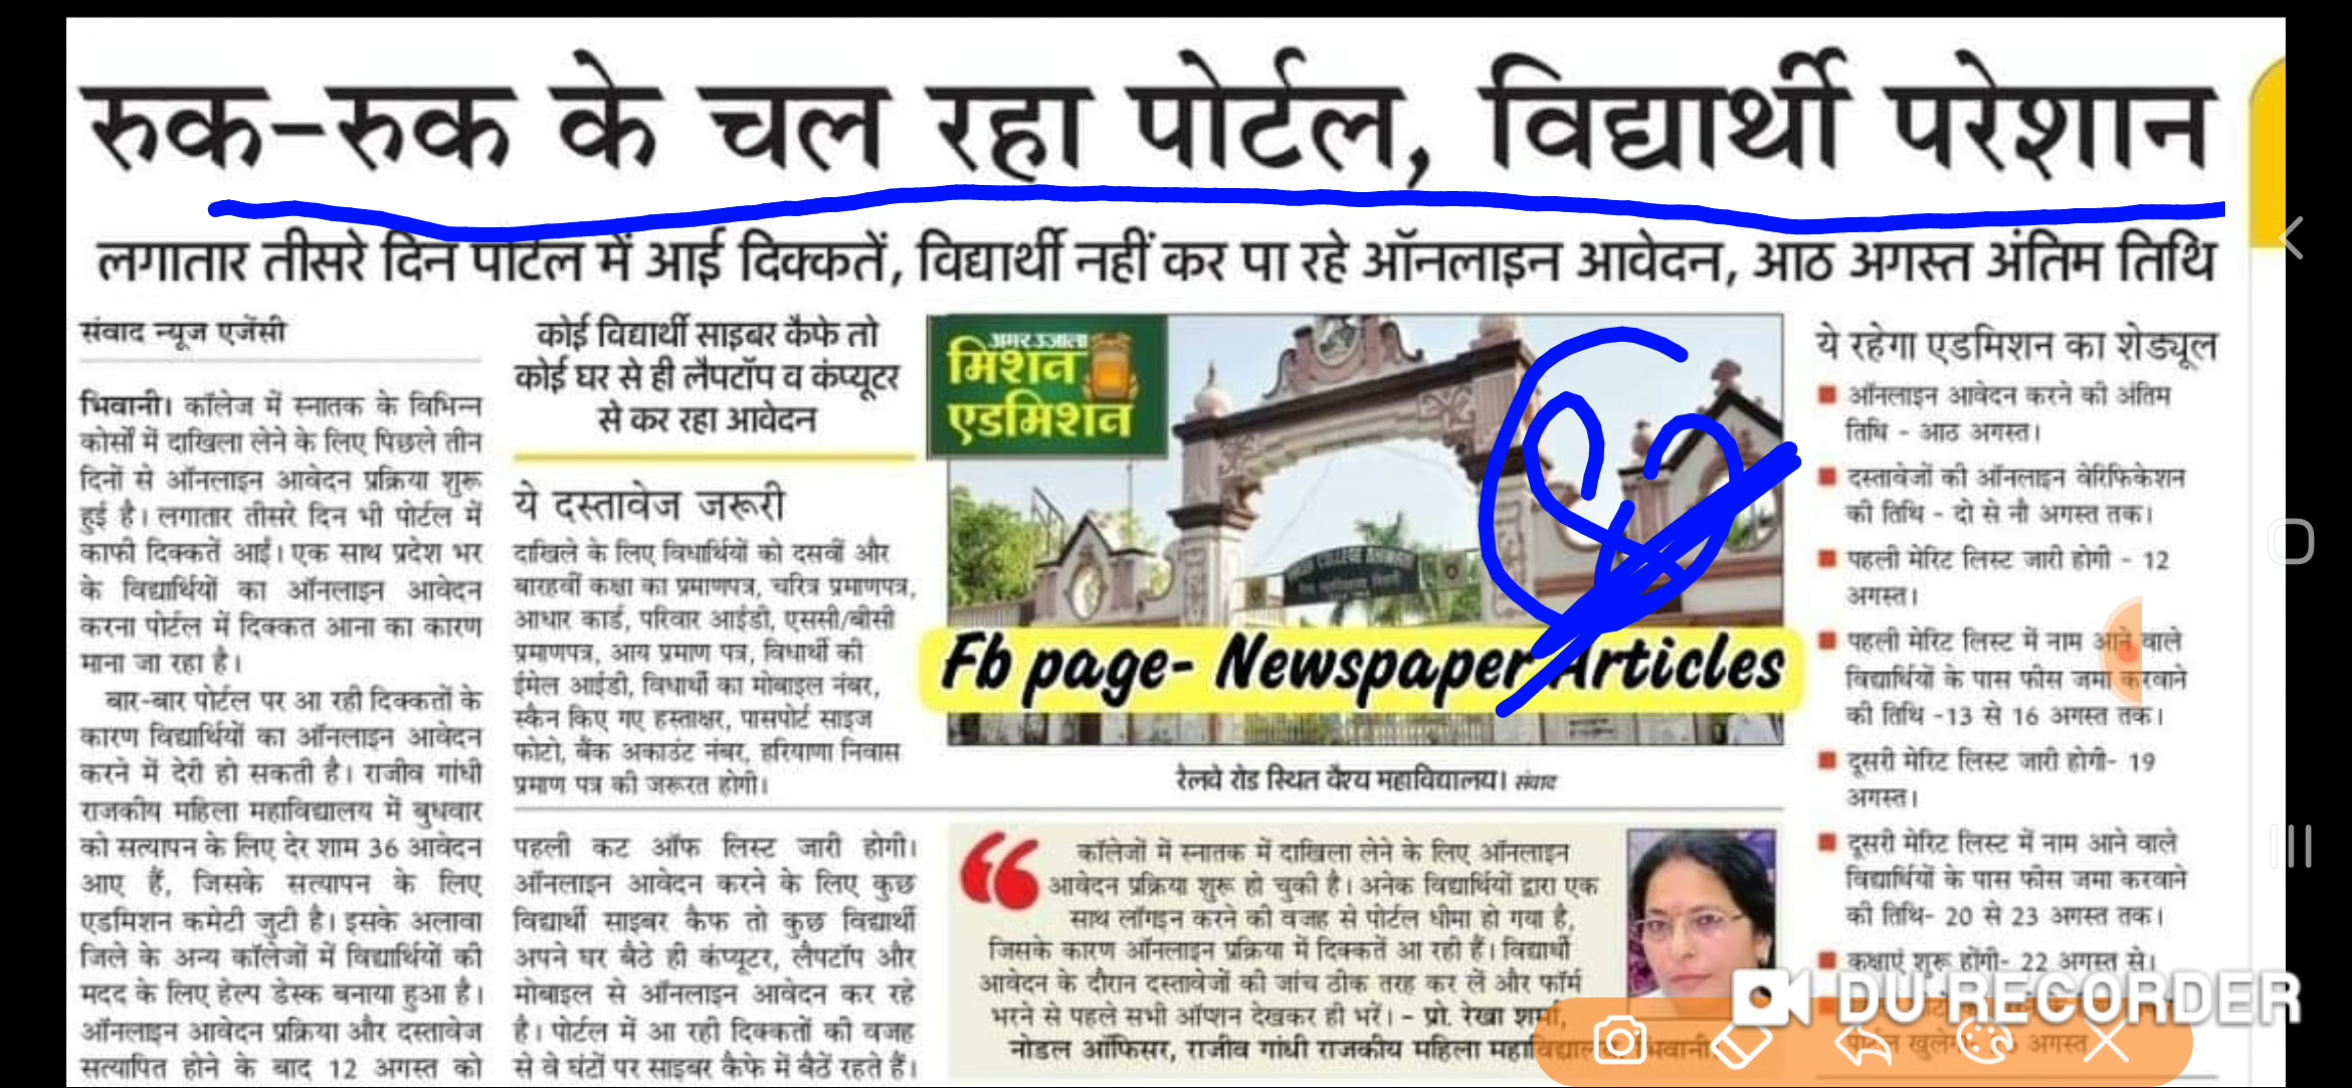 रुक-रुक के चल रहा पोर्टल, विद्यार्थी परेशान
लगातार तीसरे दिन पोर्टल में आई दिक्कतें, विद्यार्थी नहीं कर पा रहे ऑनलाइन आवेदन, आठ अगस्त अंतिम तिथि
संवाद न्यूज एजेंसी
भिवानी। कॉलेज में स्नातक के विभिन्न
कोर्सों में दाखिला लेने के लिए पिछले तीन
दिनों से ऑनलाइन आवेदन प्रक्रिया शुरू
हुई है। लगातार तीसरे दिन भी पोर्टल में
काफी दिक्कतें आईं। एक साथ प्रदेश भर
के विद्यार्थियों का ऑनलाइन आवेदन
करना पोर्टल में दिक्कत आना का कारण
माना जा रहा है।
बार-बार पोर्टल पर आ रही दिक्कतों के
कारण विद्यार्थियों का ऑनलाइन आवेदन
करने में देरी हो सकती है। राजीव गांधी
राजकीय महिला महाविद्यालय में बुधवार
को सत्यापन के लिए देर शाम 36 आवेदन
आए हैं, जिसके सत्यापन के लिए
एडमिशन कमेटी जुटी है। इसके अलावा
जिले के अन्य कॉलेजों में विद्यार्थियों की
मदद के लिए हेल्प डेस्क बनाया हुआ है।
ऑनलाइन आवेदन प्रक्रिया और दस्तावेज
सत्यापित होने के बाद 12 अगस्त को
कोई विद्यार्थी साइबर कैफे तो
कोई घर से ही लैपटॉप व कंप्यूटर
से कर रहा आवेदन
ये दस्तावेज जरूरी
दाखिले के लिए विधार्थियों को दसवीं और
बारहवीं कक्षा का प्रमाणपत्र, चरित्र प्रमाणपत्र,
आधार कार्ड, परिवार आईडी, एससी/बीसी
प्रमाणपत्र, आय प्रमाण पत्र, विधार्थी की
ईमेल आईडी, विधार्थी का मोबाइल नंबर,
स्कैन किए गए हस्ताक्षर, पासपोर्ट साइज
फोटो, बैंक अकाउंट नंबर, हरियाणा निवास
प्रमाण पत्र की जरूरत होगी।
पहली कट ऑफ लिस्ट जारी होगी।
ऑनलाइन आवेदन करने के लिए कुछ
विद्यार्थी साइबर कैफ तो कुछ विद्यार्थी
अपने घर बैठे ही कंप्यूटर, लैपटॉप और
मोबाइल से ऑनलाइन आवेदन कर रहे
है। पोर्टल में आ रही दिक्कतों की वजह
से वे घंटों पर साइबर कैफे में बैठें रहते हैं।
अमर उजाला
मिशन
एडमिशन
Fb page- Newspaper Articles
रेलवे रोड स्थित वैश्य महाविद्यालय। संवाद
कॉलेजों में स्नातक में दाखिला लेने के लिए ऑनलाइन
आवेदन प्रक्रिया शुरू हो चुकी है। अनेक विद्यार्थियों द्वारा एक
साथ लॉगइन करने की वजह से पोर्टल धीमा हो गया है,
जिसके कारण ऑनलाइन प्रक्रिया में दिक्कतें आ रही हैं। विद्यार्थी
आवेदन के दौरान दस्तावेजों की जांच ठीक तरह कर लें और फॉर्म
भरने से पहले सभी ऑप्शन देखकर ही भरें। - प्रो. रेखा शर्मा,
नोडल ऑफिसर, राजीव गांधी राजकीय महिला महाविद्यालय, भिवानी।
ये रहेगा एडमिशन का शेड्यूल
ऑनलाइन आवेदन करने की अंतिम
तिथि - आठ अगस्त।
दस्तावेजों की ऑनलाइन वेरिफिकेशन
की तिथि - दो से नौ अगस्त तक।
पहली मेरिट लिस्ट जारी होगी - 12
अगस्त।
पहली मेरिट लिस्ट में नाम आने वाले
विद्यार्थियों के पास फीस जमा करवाने
की तिथि -13 से 16 अगस्त तक।
दूसरी मेरिट लिस्ट जारी होगी- 19
अगस्त।
दूसरी मेरिट लिस्ट में नाम आने वाले
विद्यार्थियों के पास फीस जमा करवाने
की तिथि- 20 से 23 अगस्त तक।
कक्षाएं शुरू होंगी- 22 अगस्त से।
DU RECORDER
अगस्त